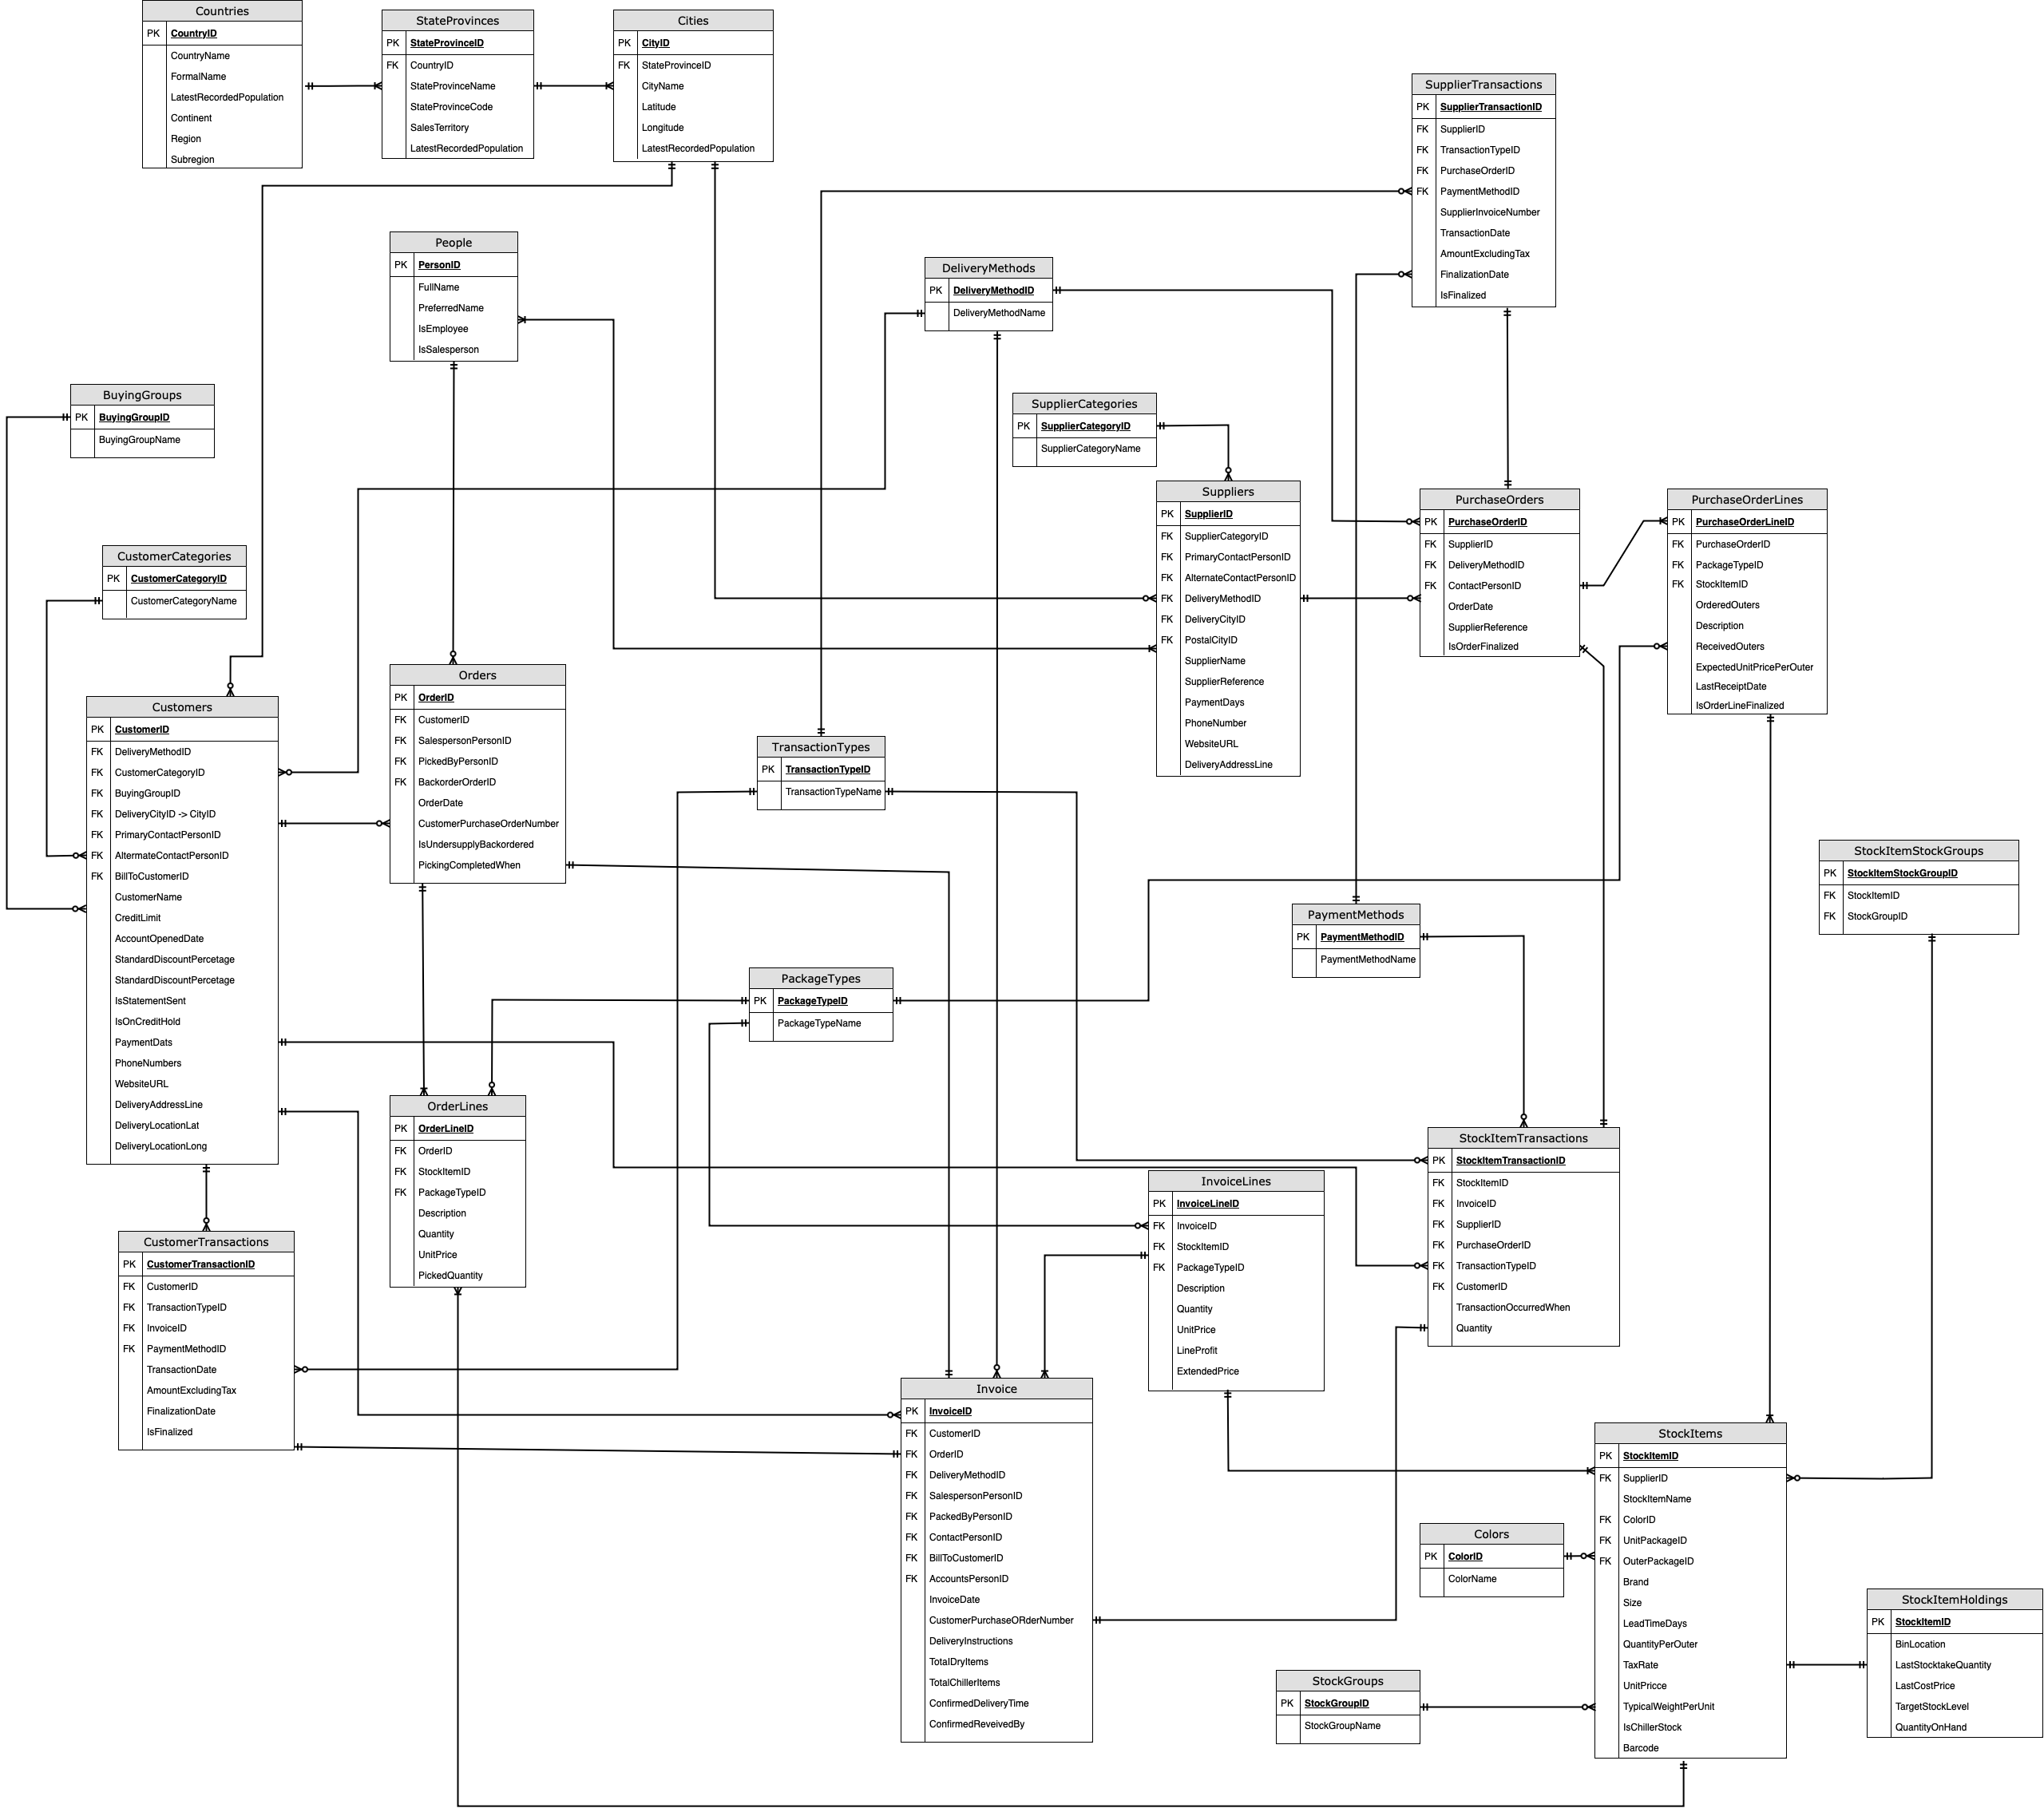 Countries
PK CountryID
CountryName
FormalName
LatestRecordedPopulation
Continent
Region
Subregion
StateProvinces
PK StateProvinceID
FK CountryID
StateProvinceName
StateProvinceCode
SalesTerritory
LatestRecordedPopulation
Cities
PK CityID
FK StateProvinceID
CityName
Latitude
Longitude
LatestRecordedPopulation
SupplierTransactions
PK SupplierTransactionID
FK SupplierID
FK TransactionTypeID
FK PurchaseOrderID
FK PaymentMethodID
SupplierInvoiceNumber
TransactionDate
AmountExcludingTax
FinalizationDate
IsFinalized
People
PK PersonID
FullName
PreferredName
IsEmployee
IsSalesperson
DeliveryMethods
PK DeliveryMethodID
DeliveryMethodName
BuyingGroups
PK BuyingGroupID
BuyingGroupName
SupplierCategories
PK SupplierCategoryID
SupplierCategoryName
Suppliers
PK SupplierID
FK SupplierCategoryID
FK PrimaryContactPersonID
FK AlternateContactPersonID
FK DeliveryMethodID
FK DeliveryCityID
FK PostalCityID
SupplierName
SupplierReference
PaymentDays
PhoneNumber
WebsiteURL
DeliveryAddressLine
PurchaseOrders
PK PurchaseOrderID
FK SupplierID
FK DeliveryMethodID
FK ContactPersonID
OrderDate
SupplierReference
IsOrderFinalized
PurchaseOrderLines
PK PurchaseOrderLineID
FK PurchaseOrderID
FK PackageTypeID
FK StockItemID
OrderedOuters
Description
ReceivedOuters
ExpectedUnitPricePerOuter
LastReceiptDate
IsOrderLineFinalized
CustomerCategories
PK CustomerCategoryID
CustomerCategoryName
Customers
PK CustomerID
FK DeliveryMethodID
FK CustomerCategoryID
FK BuyingGroupID
FK DeliveryCityID -> CityID
FK PrimaryContactPersonID
FK AltermateContactPersonID
FK BillToCustomerID
CustomerName
CreditLimit
AccountOpenedDate
StandardDiscountPercetage
StandardDiscountPercetage
IsStatementSent
IsOnCreditHold
PaymentDats
PhoneNumbers
WebsiteURL
DeliveryAddressLine
DeliveryLocationLat
DeliveryLocationLong
Orders
PK OrderID
FK CustomerID
FK SalespersonPersonID
FK PickedByPersonID
FK BackorderOrderID
OrderDate
CustomerPurchaseOrderNumber
IsUndersupplyBackordered
PickingCompletedWhen
TransactionTypes
PK TransactionTypeID
TransactionTypeName
StockItemStockGroups
PK StockItemStockGroupID
FK StockItemID
FK StockGroupID
PaymentMethods
PK PaymentMethodID
PaymentMethodName
PackageTypes
PK PackageTypeID
PackageTypeName
OrderLines
PK OrderLineID
FK OrderID
FK StockItemID
FK PackageTypeID
Description
Quantity
UnitPrice
PickedQuantity
StockItemTransactions
PK StockItemTransactionID
FK StockItemID
FK InvoiceID
FK SupplierID
FK PurchaseOrderID
FK TransactionTypeID
FK CustomerID
TransactionOccurredWhen
Quantity
InvoiceLines
PK InvoiceLineID
FK InvoiceID
FK StockItemID
FK PackageTypeID
Description
Quantity
UnitPrice
LineProfit
ExtendedPrice
CustomerTransactions
PK CustomerTransactionID
FK CustomerID
FK TransactionTypeID
FK InvoiceID
FK PaymentMethodID
TransactionDate
AmountExcludingTax
FinalizationDate
IsFinalized
Invoice
PK InvoiceID
FK CustomerID
FK OrderID
FK DeliveryMethodID
FK SalespersonPersonID
FK PackedByPersonID
FK ContactPersonID
FK BillToCustomerID
FK AccountsPersonID
InvoiceDate
CustomerPurchaseORderNumber
DeliveryInstructions
TotalDryItems
TotalChillerItems
ConfirmedDeliveryTime
ConfirmedReveivedBy
StockItems
PK StockItemID
FK SupplierID
StockItemName
FK ColorID
FK UnitPackageID
FK OuterPackageID
Brand
Size
LeadTimeDays
QuantityPerOuter
TaxRate
UnitPricce
TypicalWeightPerUnit
IsChillerStock
Barcode
Colors
PK ColorID
ColorName
StockItemHoldings
PK StockItemID
BinLocation
LastStocktakeQuantity
LastCostPrice
TargetStockLevel
QuantityOnHand
StockGroups
PK StockGroupID
StockGroupName